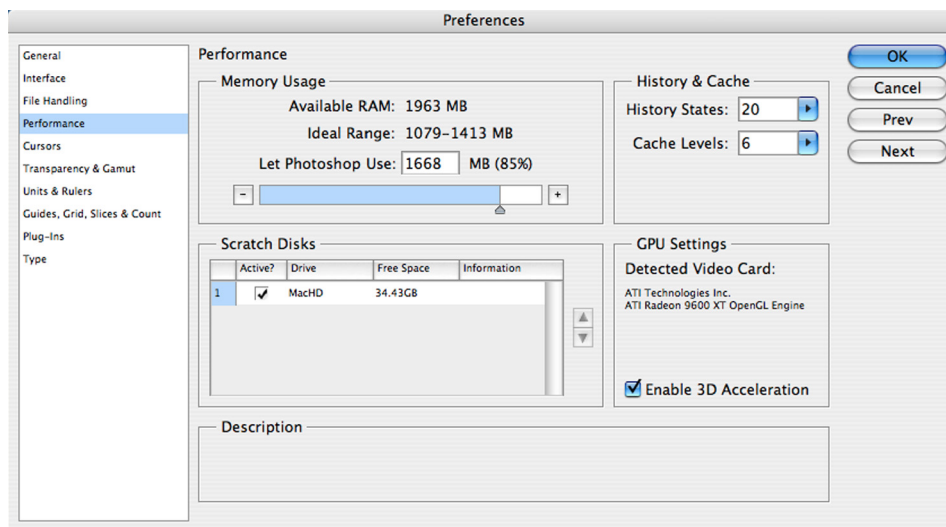 Preferences
General
Interface
File Handling
Performance
Cursors
Transparency & Gamut
Units & Rulers
Guides, Grid, Slices & Count
Plug-Ins
Type
Performance
Memory Usage
Available RAM: 1963 MB
Ideal Range: 1079-1413 MB
Let Photoshop Use: 1668 MB (85%)
- +
History & Cache
History States: 20
Cache Levels: 6
OK
Cancel
Prev
Next
Scratch Disks
Active? Drive Free Space Information
1 MacHD 34.43GB
GPU Settings
Detected Video Card:
ATI Technologies Inc.
ATI Radeon 9600 XT OpenGL Engine
Enable 3D Acceleration
Description